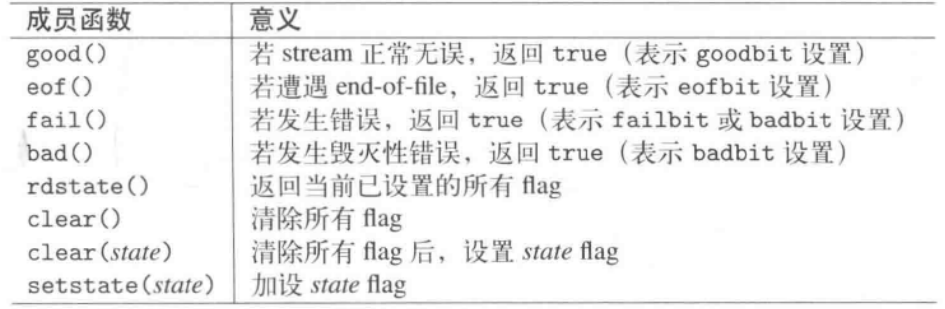 成员函数 意义
good() 若 stream 正常无误，返回 true（表示 goodbit 设置）
eof() 若遭遇 end-of-file，返回 true（表示 eofbit 设置）
fail() 若发生错误，返回 true（表示 failbit 或 badbit 设置）
bad() 若发生毁灭性错误，返回 true（表示 badbit 设置）
rdstate() 返回当前已设置的所有 flag
clear() 清除所有 flag
clear(state) 清除所有 flag 后，设置 state flag
setstate(state) 加设 state flag